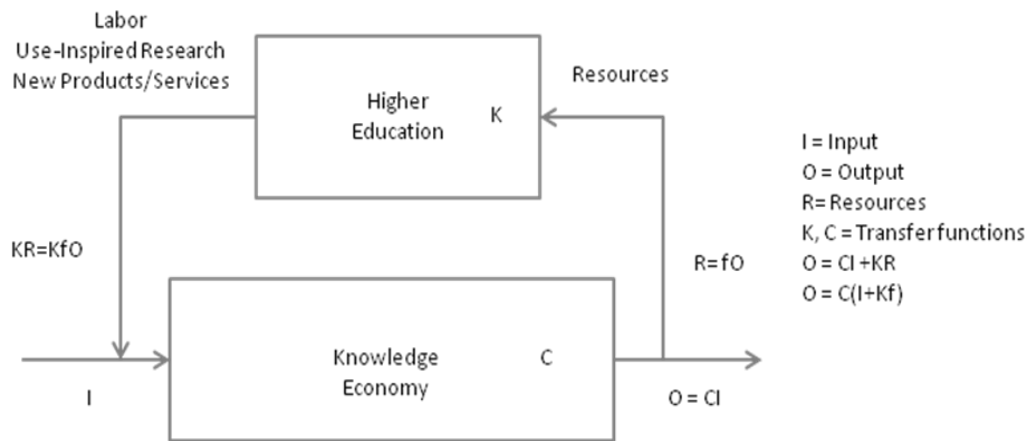 Labor
Use-Inspired Research
New Products/Services
Higher
Education
K
Resources
I = Input
O = Output
R= Resources
K, C = Transfer functions
O = CI +KR
O = C(I+Kf)
KR=KfO
R= fO
Knowledge
Economy
C
I
O = CI